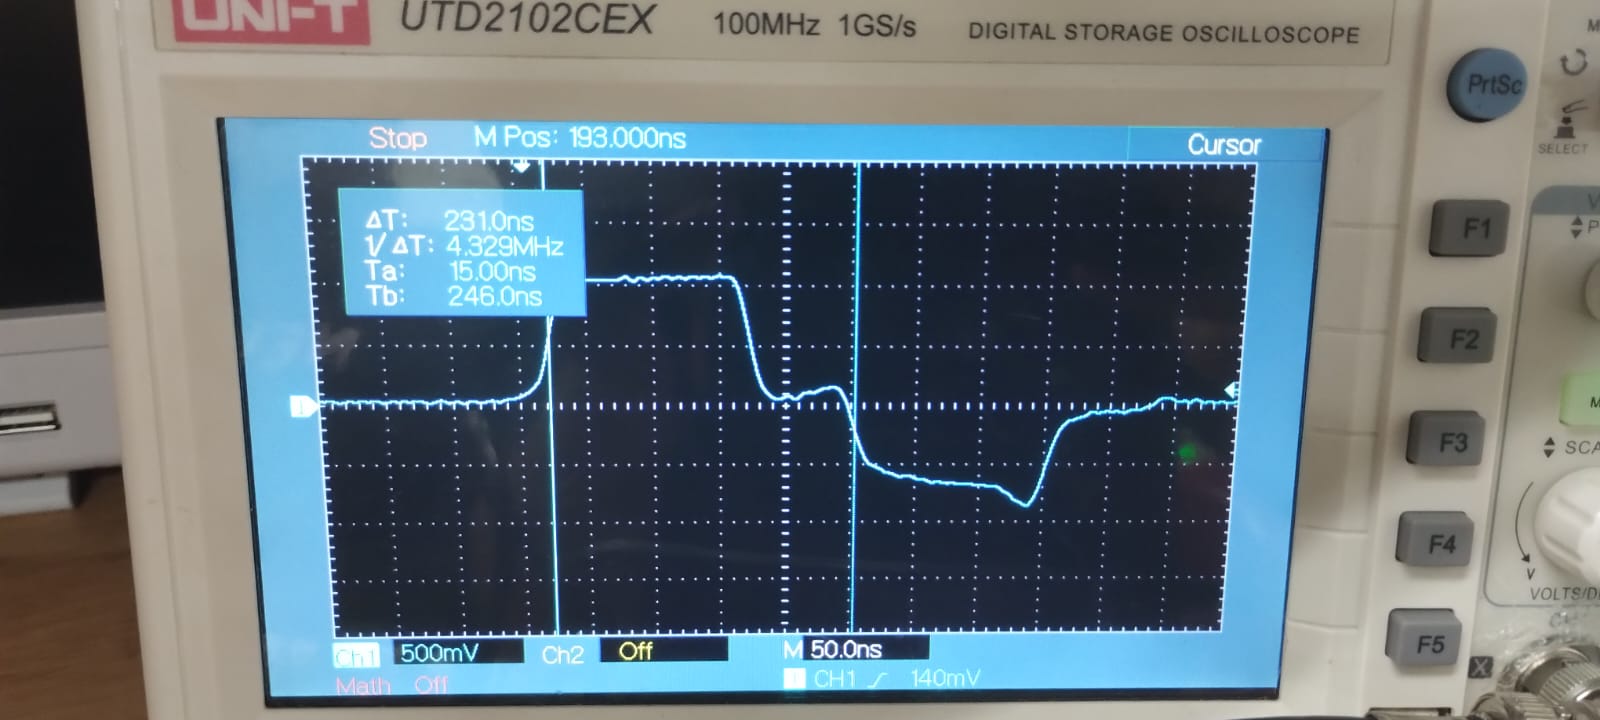 UNI-T UTD2102CEX 100MHz 1GS/s DIGITAL STORAGE OSCILLOSCOPE
PrtSc
SELECT
Stop M Pos: 193.000ns Cursor
ΔT: 231.0ns
1/ΔT: 4.329MHz
Ta: 15.00ns
Tb: 246.0ns
F1
F2
F3
F4
F5
1
Ch1 500mV Ch2 Off M 50.0ns
Math Off CH1 140mV
V
X